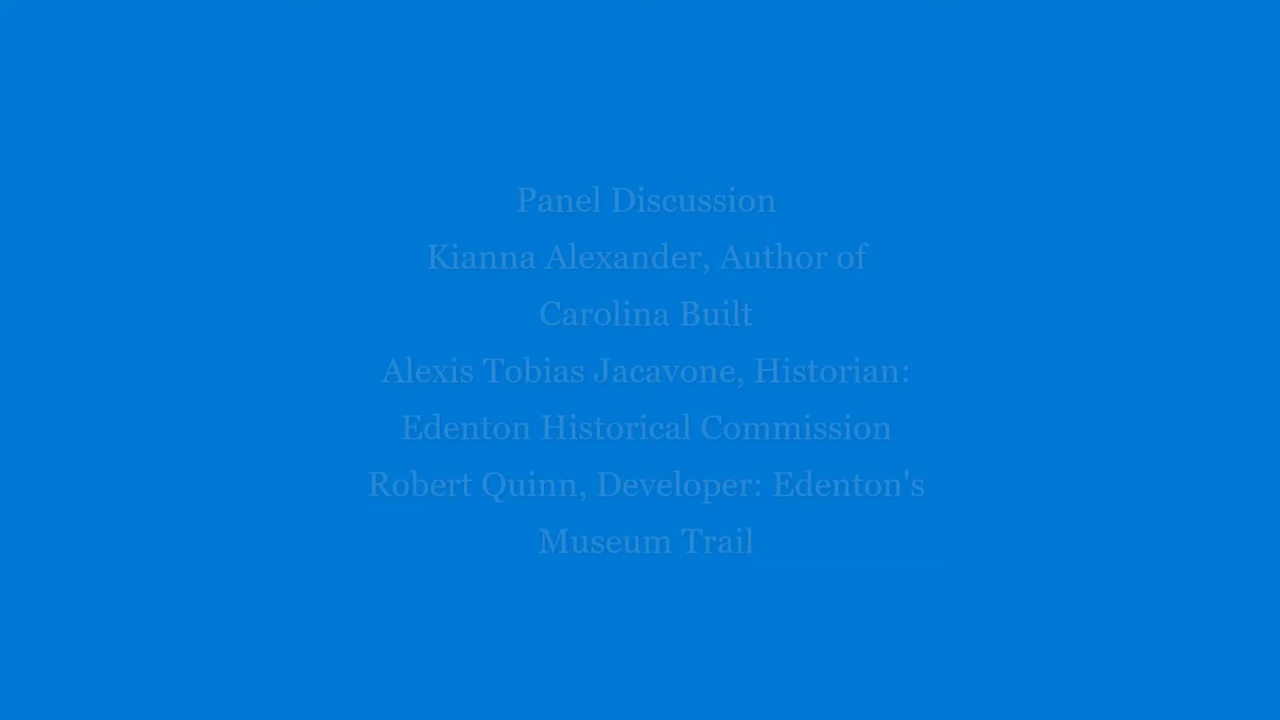 Panel Discussion
Kianna Alexander, Author of
Carolina Built
Alexis Tobias Jacavone, Historian:
Edenton Historical Commission
Robert Quinn, Developer: Edenton's
Museum Trail